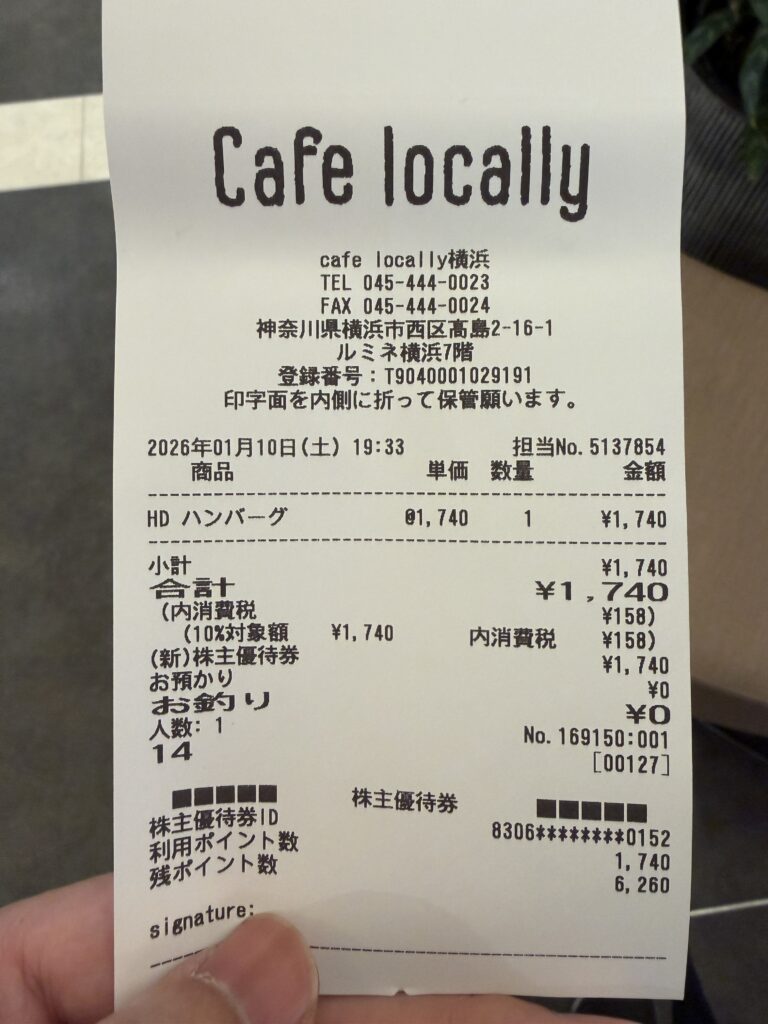 Cafe locally
cafe locally横浜
TEL 045-444-0023
FAX 045-444-0024
神奈川県横浜市西区高島2-16-1
ルミネ横浜7階
登録番号：T9040001029191
印字面を内側に折って保管願います。
2026年01月10日(土) 19:33 担当No.5137854
商品 単価 数量 金額
HD ハンバーグ @1,740 1 ¥1,740
小計 ¥1,740
合計 ¥1,740
(内消費税 ¥158)
(10%対象額 ¥1,740 内消費税 ¥158)
(新)株主優待券 ¥1,740
お預かり ¥0
お釣り ¥0
人数: 1 No.169150:001
14 [00127]
■■■■■ 株主優待券 ■■■■■
株主優待券ID 8306********0152
利用ポイント数 1,740
残ポイント数 6,260
signature: